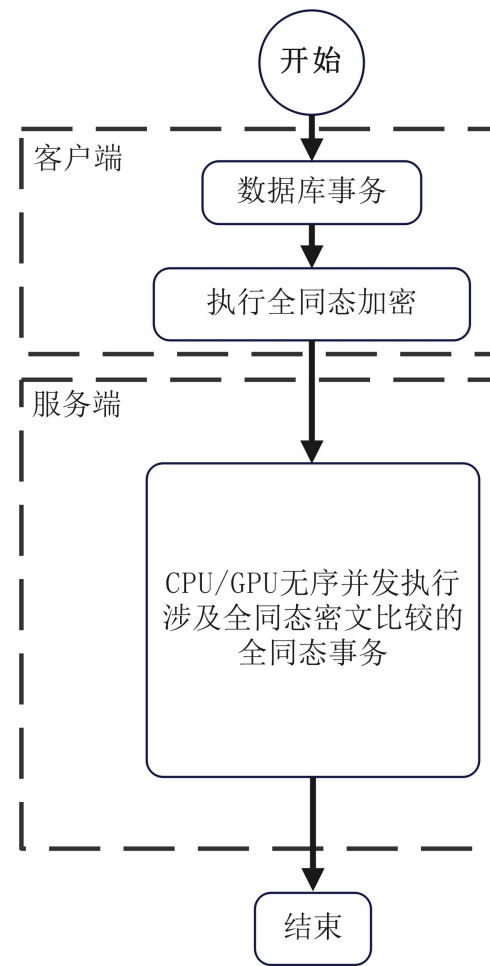 开始
客户端
数据库事务
执行全同态加密
服务端
CPU/GPU无序并发执行
涉及全同态密文比较的
全同态事务
结束